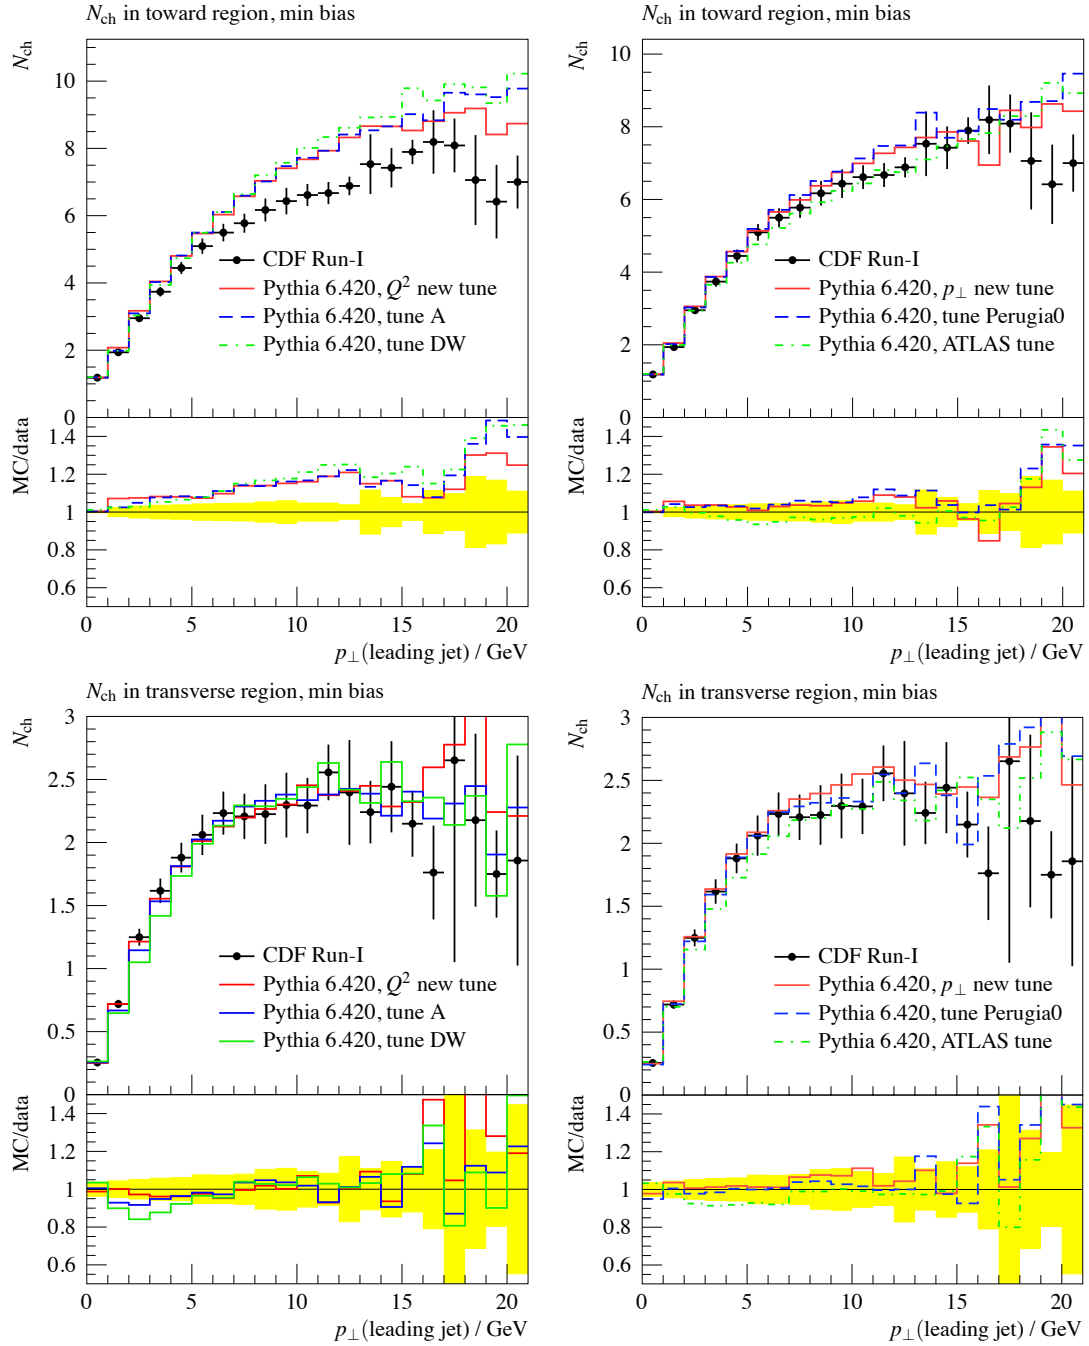 N_ch in toward region, min bias
N_ch
10
8
6
4
2
0
CDF Run-I
Pythia 6.420, Q² new tune
Pythia 6.420, tune A
Pythia 6.420, tune DW
MC/data
1.4
1.2
1
0.8
0.6
0 5 10 15 20
p⊥(leading jet) / GeV
N_ch in toward region, min bias
N_ch
10
8
6
4
2
0
CDF Run-I
Pythia 6.420, p⊥ new tune
Pythia 6.420, tune Perugia0
Pythia 6.420, ATLAS tune
MC/data
1.4
1.2
1
0.8
0.6
0 5 10 15 20
p⊥(leading jet) / GeV
N_ch in transverse region, min bias
N_ch
3
2.5
2
1.5
1
0.5
0
CDF Run-I
Pythia 6.420, Q² new tune
Pythia 6.420, tune A
Pythia 6.420, tune DW
MC/data
1.4
1.2
1
0.8
0.6
0 5 10 15 20
p⊥(leading jet) / GeV
N_ch in transverse region, min bias
N_ch
3
2.5
2
1.5
1
0.5
0
CDF Run-I
Pythia 6.420, p⊥ new tune
Pythia 6.420, tune Perugia0
Pythia 6.420, ATLAS tune
MC/data
1.4
1.2
1
0.8
0.6
0 5 10 15 20
p⊥(leading jet) / GeV